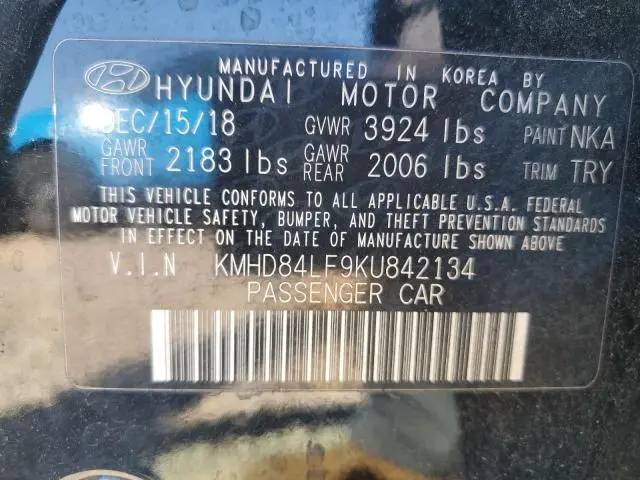 MANUFACTURED IN KOREA BY
HYUNDAI MOTOR COMPANY
DEC/15/18 GVWR 3924 lbs PAINT NKA
GAWR FRONT 2183 lbs GAWR REAR 2006 lbs TRIM TRY
THIS VEHICLE CONFORMS TO ALL APPLICABLE U.S.A. FEDERAL
MOTOR VEHICLE SAFETY, BUMPER, AND THEFT PREVENTION STANDARDS
IN EFFECT ON THE DATE OF MANUFACTURE SHOWN ABOVE
V.I.N KMHD84LF9KU842134
PASSENGER CAR